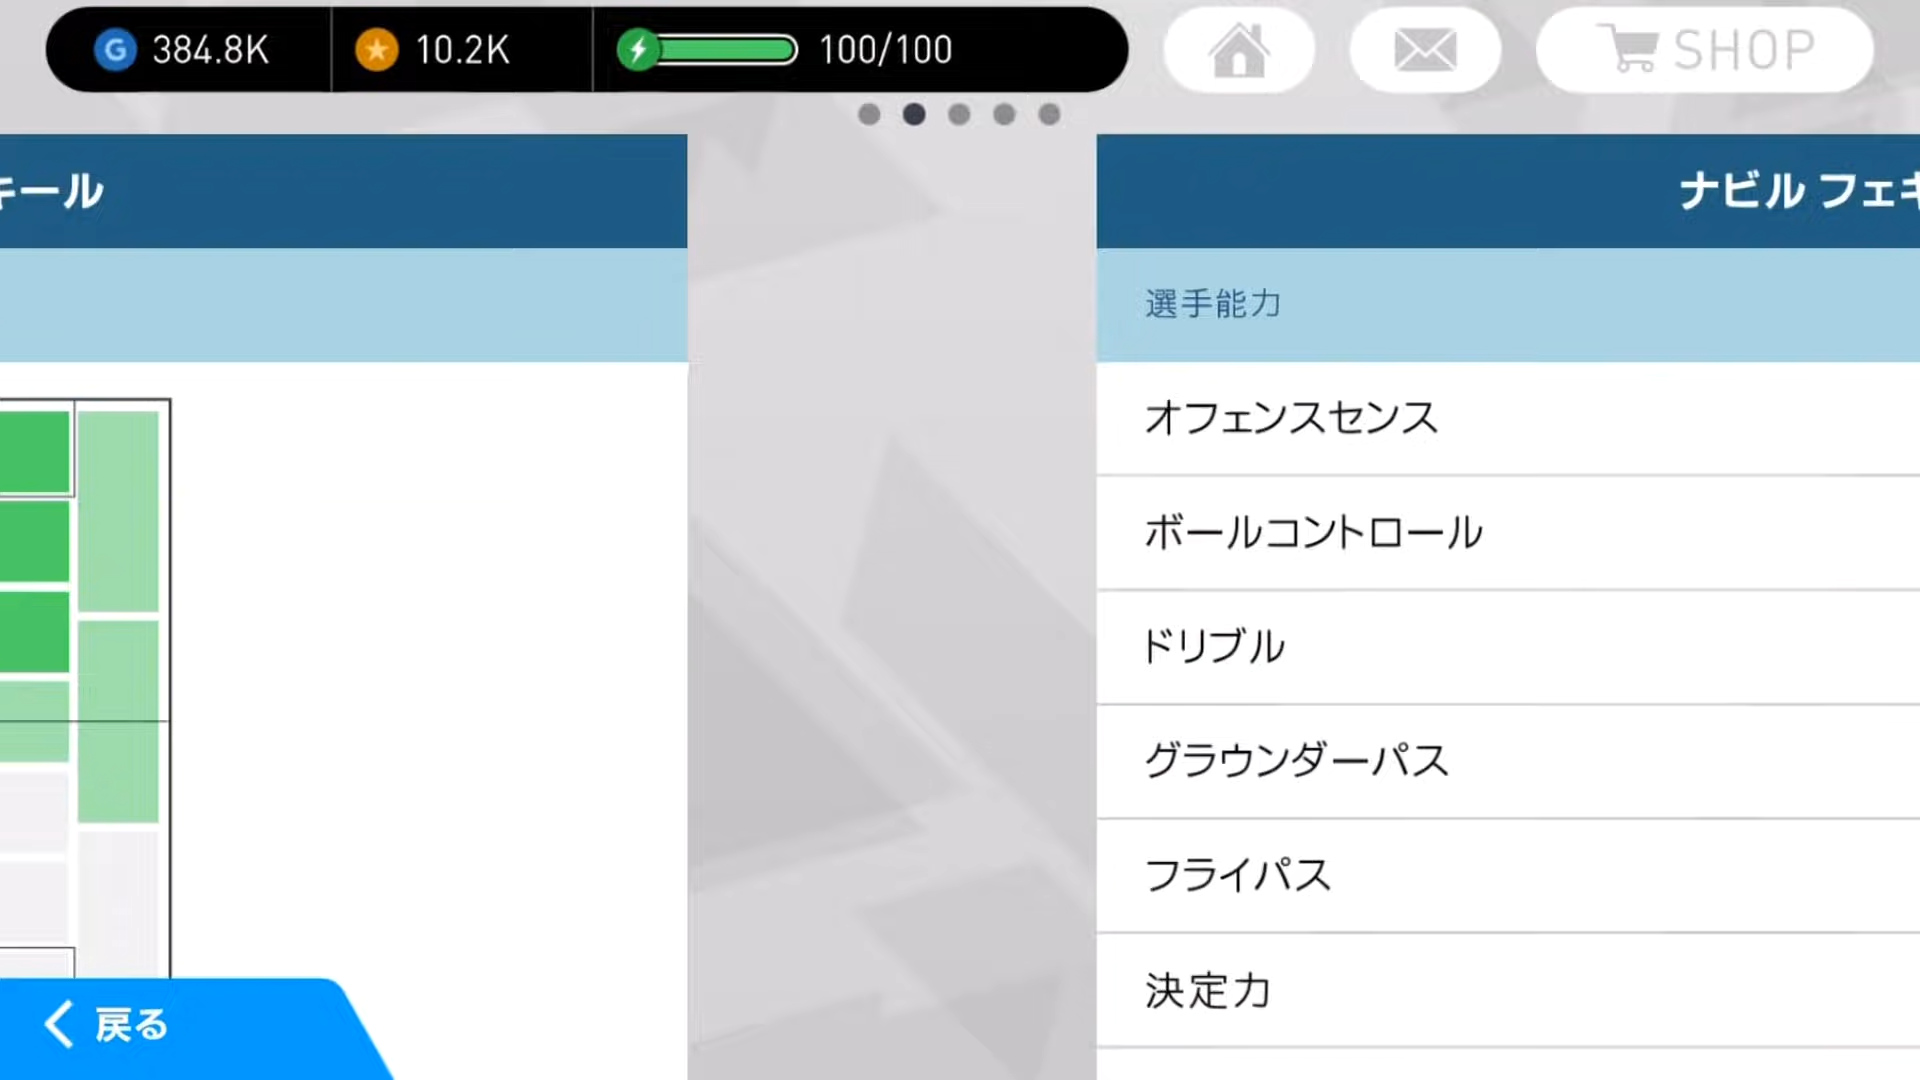 G 384.8K 10.2K 100/100 SHOP
キール
ナビル フェキ
選手能力
オフェンスセンス
ボールコントロール
ドリブル
グラウンダーパス
フライパス
決定力
戻る